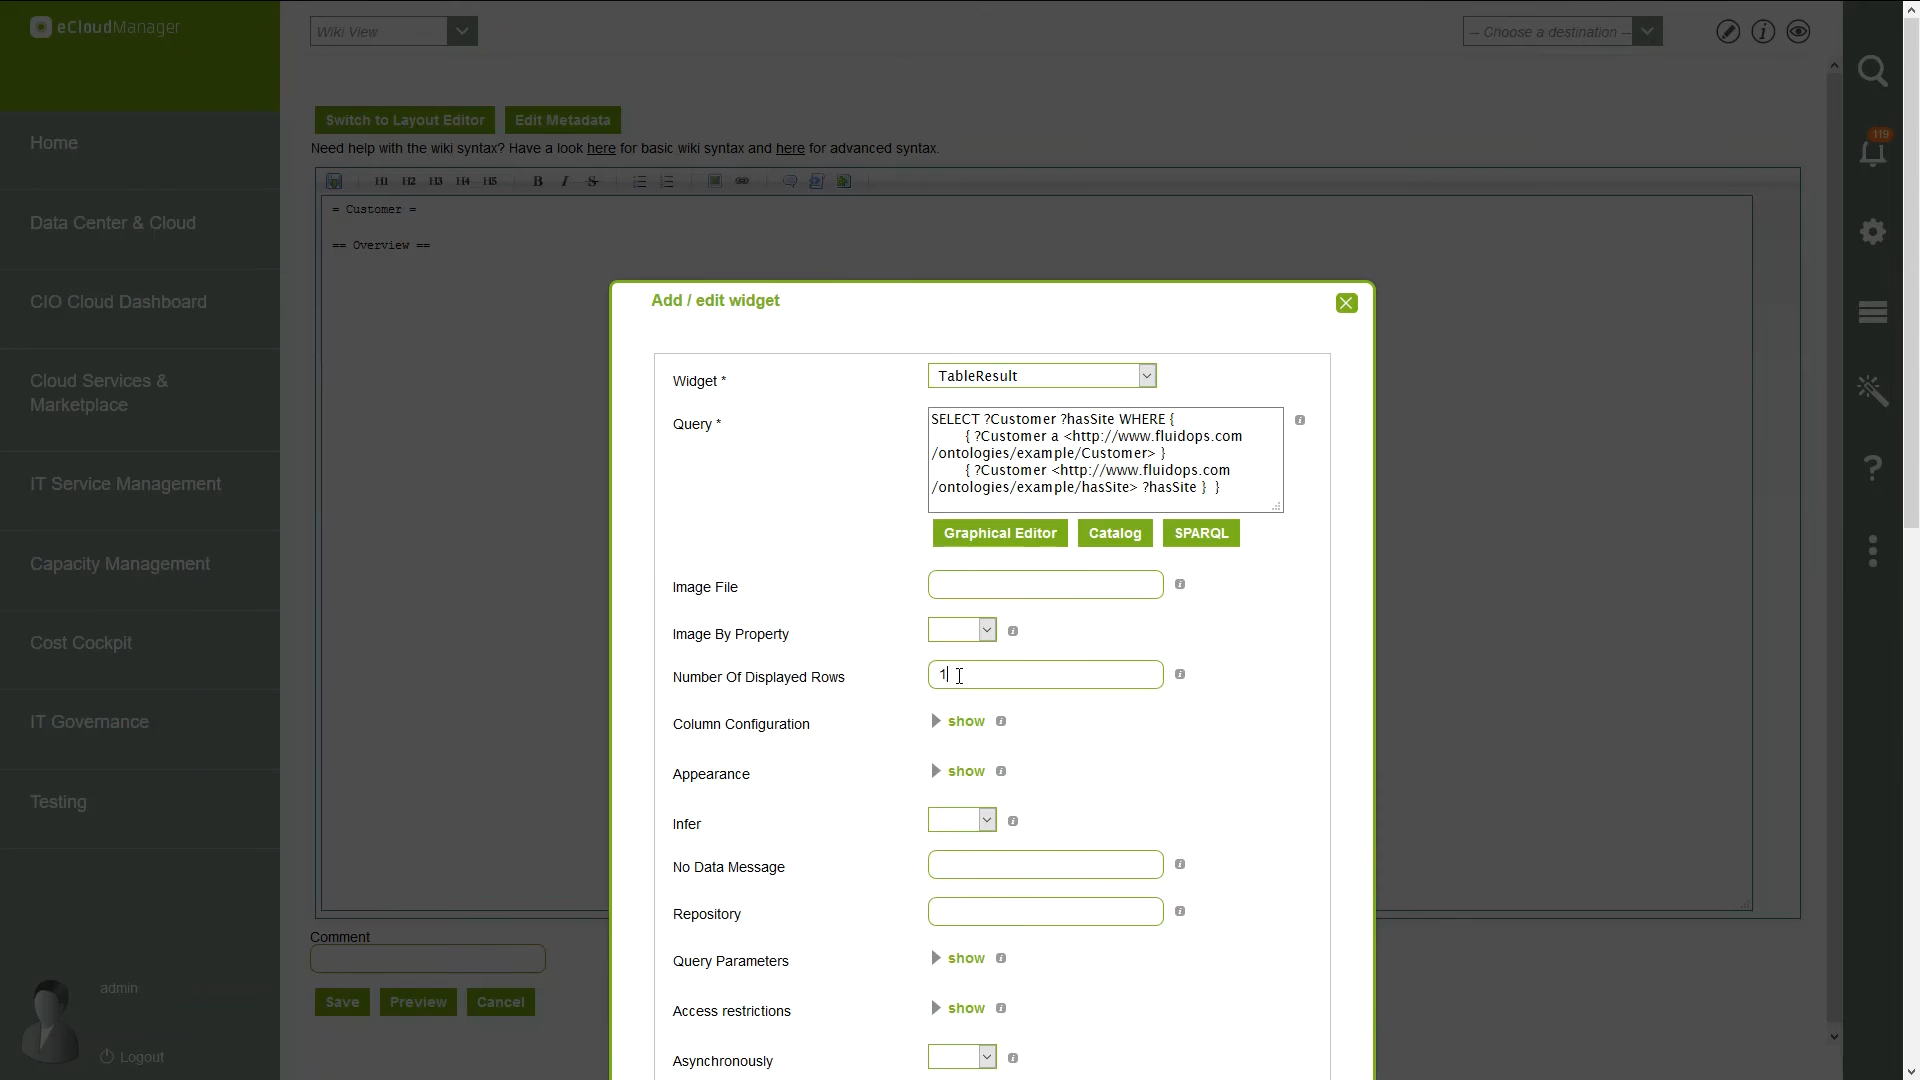 eCloudManager
Wiki View
-- Choose a destination --
Home
Data Center & Cloud
CIO Cloud Dashboard
Cloud Services &
Marketplace
IT Service Management
Capacity Management
Cost Cockpit
IT Governance
Testing
admin
Logout
Switch to Layout Editor
Edit Metadata
Need help with the wiki syntax? Have a look here for basic wiki syntax and here for advanced syntax.
H1 H2 H3 H4 H5 B I S
= Customer =
== Overview ==
Comment
Save
Preview
Cancel
119
Add / edit widget
Widget *
TableResult
Query *
SELECT ?Customer ?hasSite WHERE {
{ ?Customer a <http://www.fluidops.com
/ontologies/example/Customer> }
{ ?Customer <http://www.fluidops.com
/ontologies/example/hasSite> ?hasSite } }
Graphical Editor
Catalog
SPARQL
Image File
Image By Property
Number Of Displayed Rows
1
Column Configuration
show
Appearance
show
Infer
No Data Message
Repository
Query Parameters
show
Access restrictions
show
Asynchronously